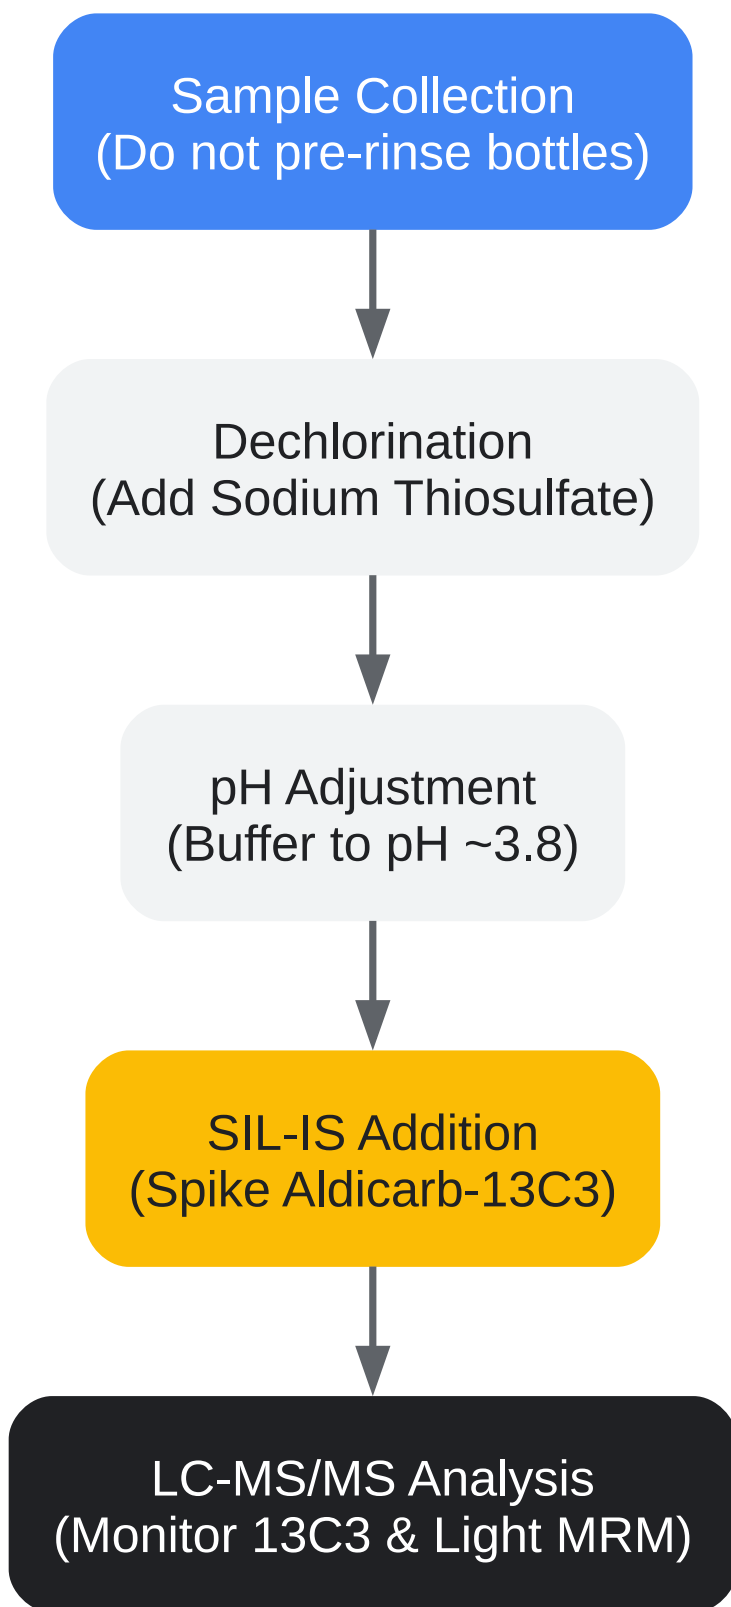 Sample Collection
(Do not pre-rinse bottles)
Dechlorination
(Add Sodium Thiosulfate)
pH Adjustment
(Buffer to pH ~3.8)
SIL-IS Addition
(Spike Aldicarb-13C3)
LC-MS/MS Analysis
(Monitor 13C3 & Light MRM)